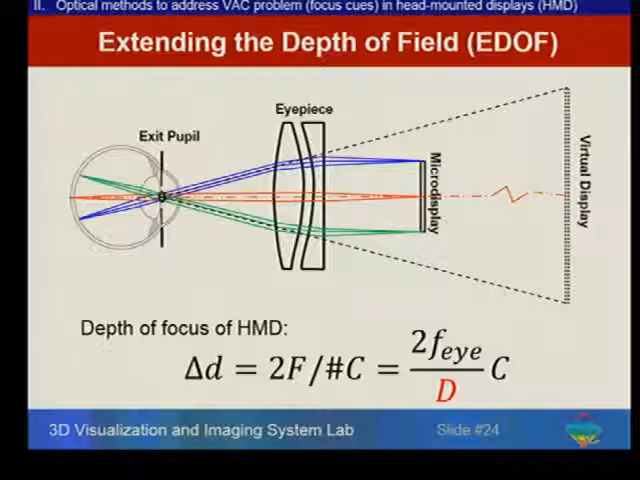 II. Optical methods to address VAC problem (focus cues) in head-mounted displays (HMD)
Extending the Depth of Field (EDOF)
Eyepiece
Exit Pupil
Microdisplay
Virtual Display
Depth of focus of HMD:
Δd = 2F/#C = 2f_eye/D C
3D Visualization and Imaging System Lab
Slide #24